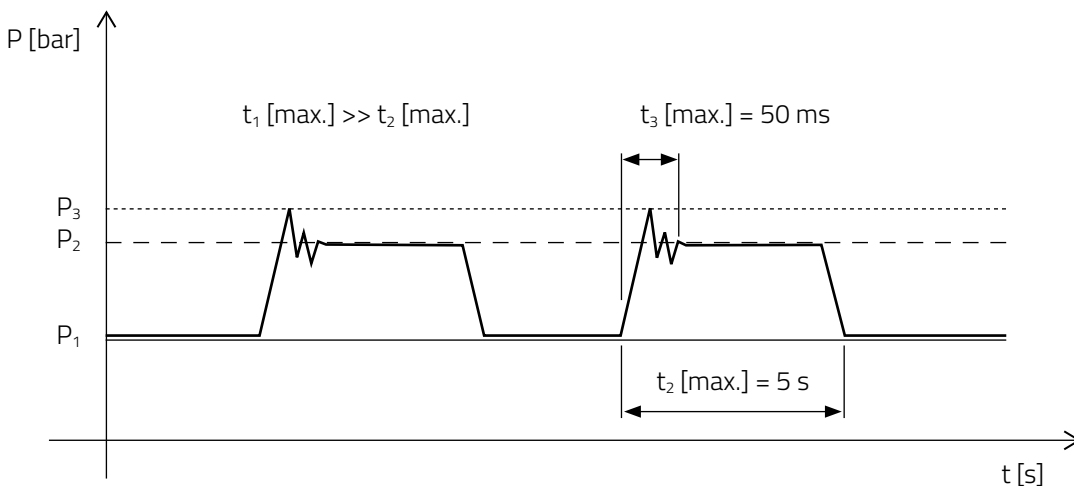 P [bar]
t₁ [max.] >> t₂ [max.]
t₃ [max.] = 50 ms
P₃
P₂
P₁
t₂ [max.] = 5 s
t [s]